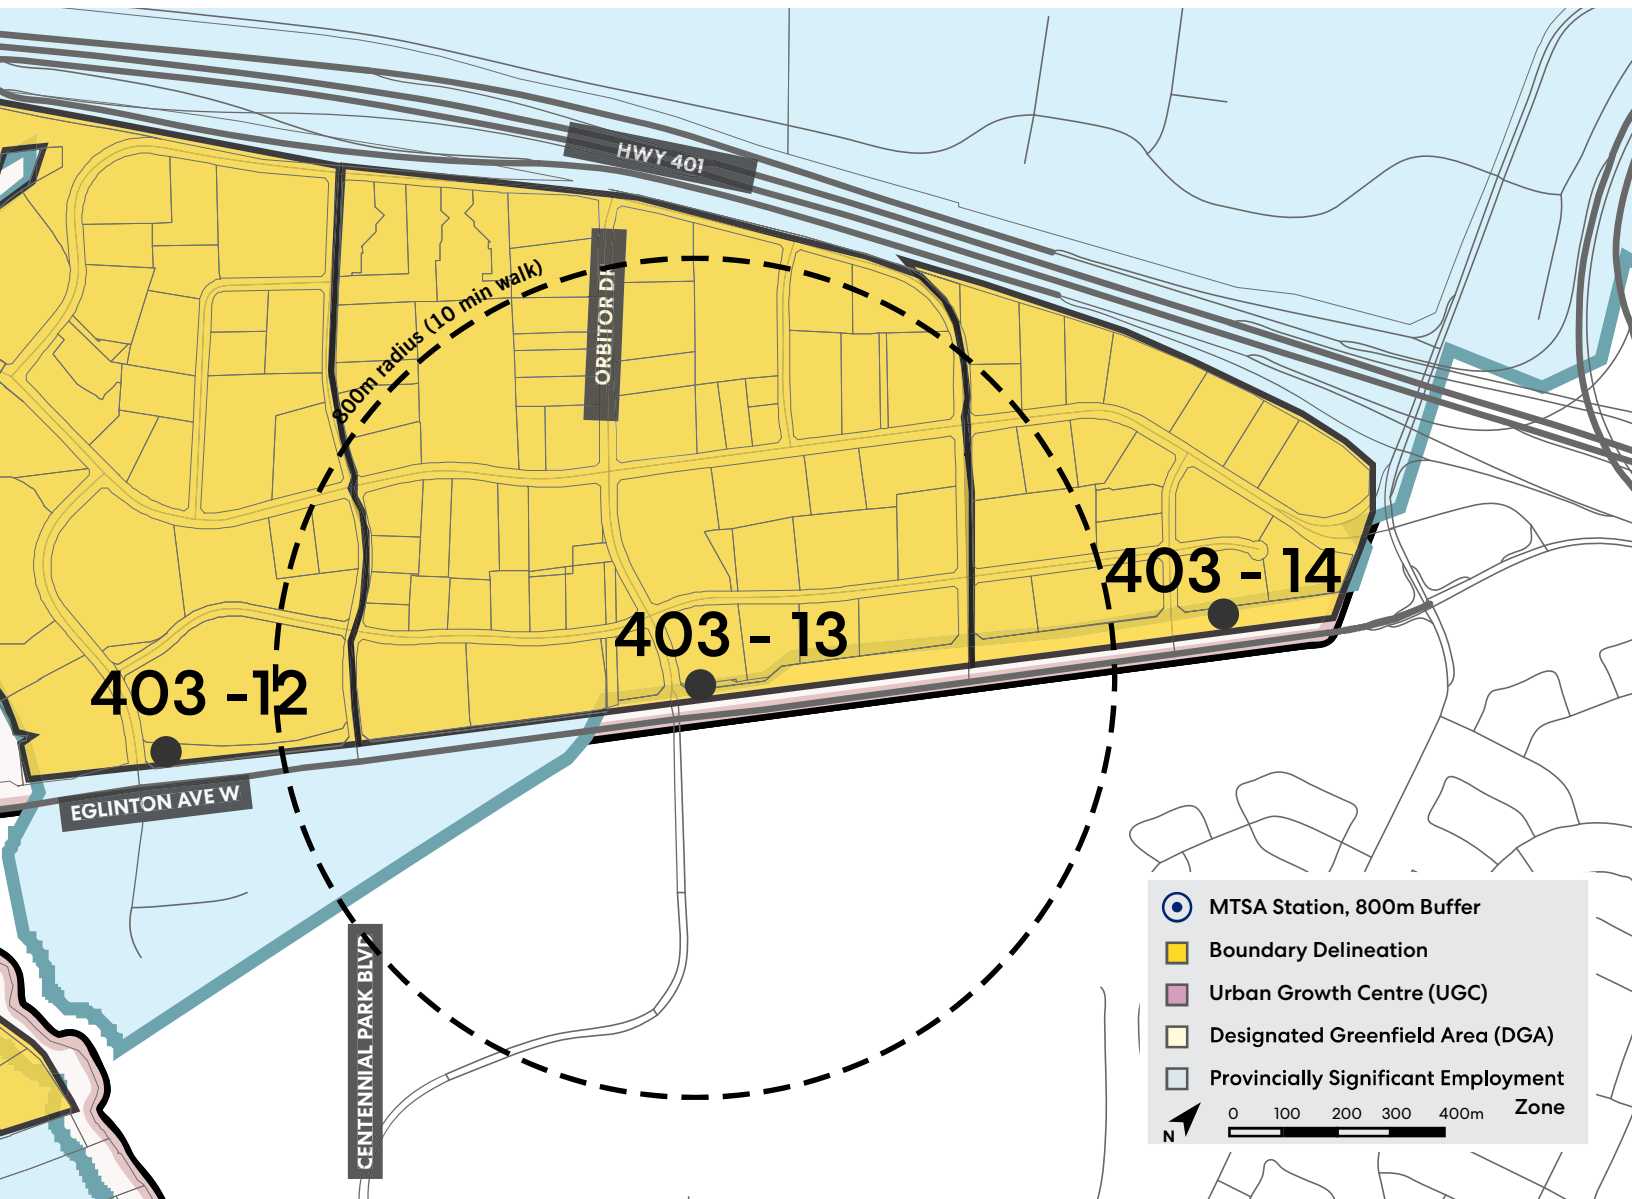 HWY 401
800m radius (10 min walk)
ORBITOR DR
403 - 14
403 - 13
403 -12
EGLINTON AVE W
CENTENNIAL PARK BLVD
MTSA Station, 800m Buffer
Boundary Delineation
Urban Growth Centre (UGC)
Designated Greenfield Area (DGA)
Provincially Significant Employment
Zone
N
0 100 200 300 400m